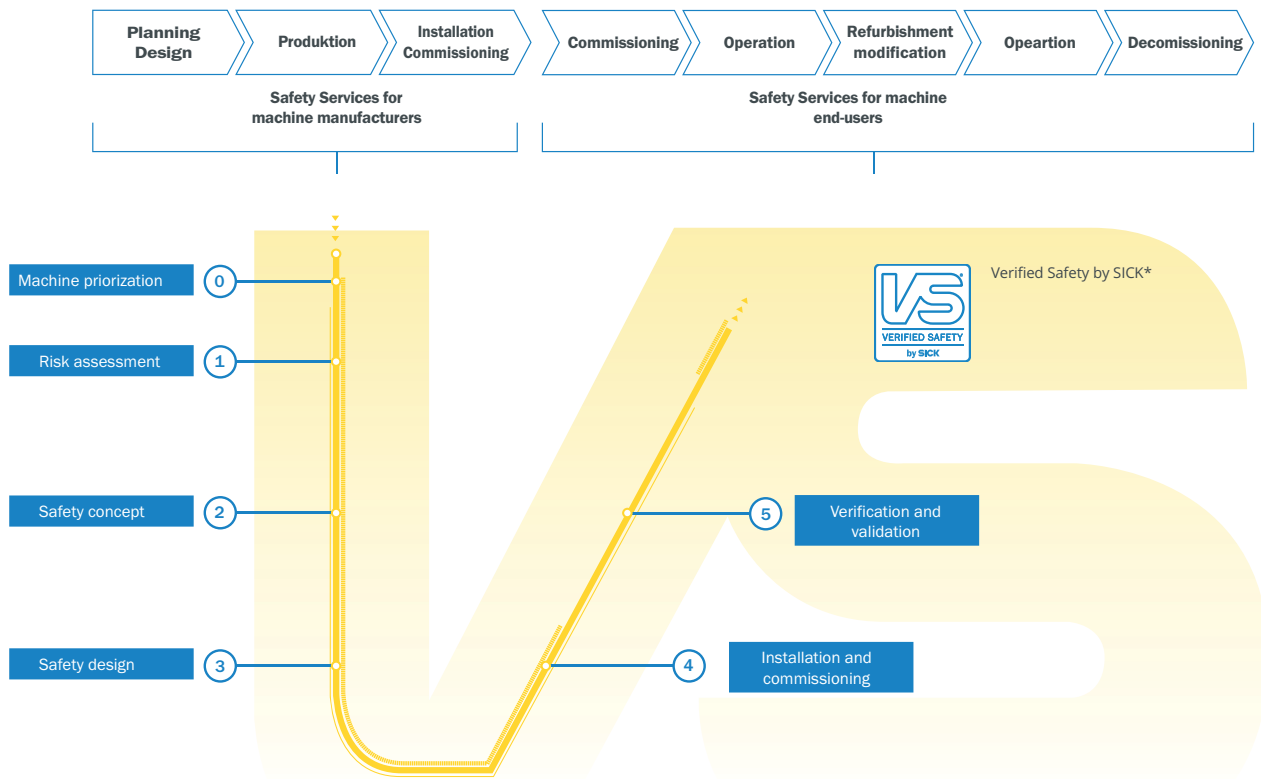 Planning
Design
Produktion
Installation
Commissioning
Commissioning
Operation
Refurbishment
modification
Opeartion
Decomissioning
Safety Services for
machine manufacturers
Safety Services for machine
end-users
Machine priorization
0
Risk assessment
1
Safety concept
2
Safety design
3
4
Installation and
commissioning
5
Verification and
validation
VS
VERIFIED SAFETY
by SICK
Verified Safety by SICK*